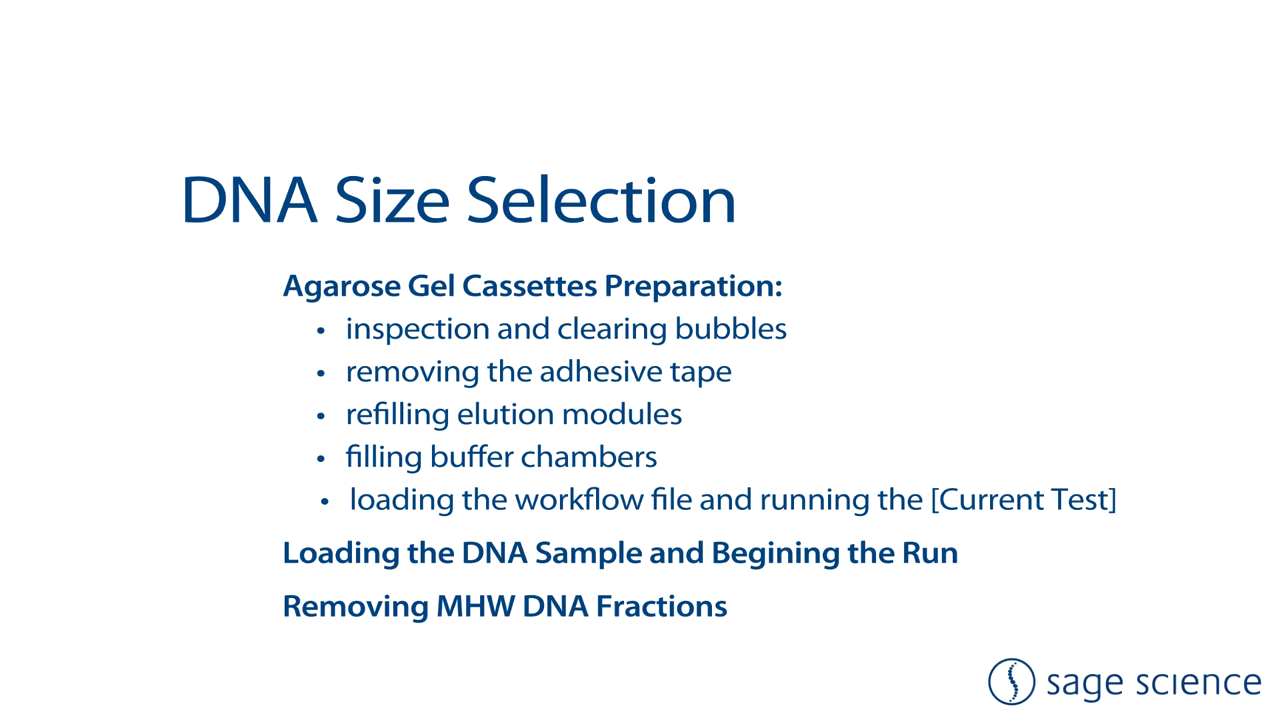 DNA Size Selection
Agarose Gel Cassettes Preparation:
• inspection and clearing bubbles
• removing the adhesive tape
• refilling elution modules
• filling buffer chambers
• loading the workflow file and running the [Current Test]
Loading the DNA Sample and Begining the Run
Removing MHW DNA Fractions
sage science